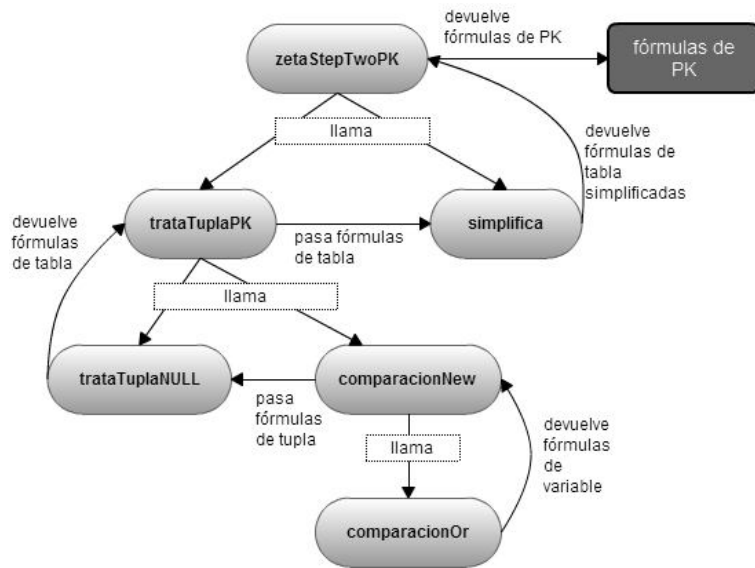 devuelve
fórmulas de PK
zetaStepTwoPK
fórmulas de
PK
llama
devuelve
fórmulas de
tabla
simplificadas
devuelve
fórmulas
de tabla
trataTuplaPK
pasa fórmulas
de tabla
simplifica
llama
trataTuplaNULL
pasa
fórmulas
de tupla
comparacionNew
llama
devuelve
fórmulas
de
variable
comparacionOr